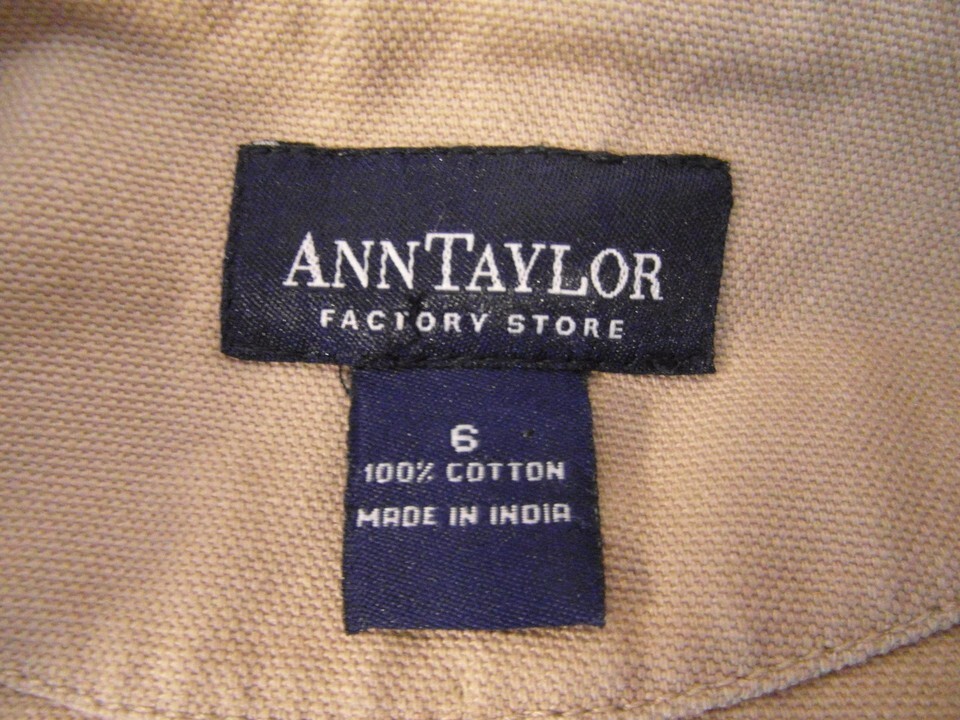 ANNTAYLOR
FACTORY STORE
6
100% COTTON
MADE IN INDIA